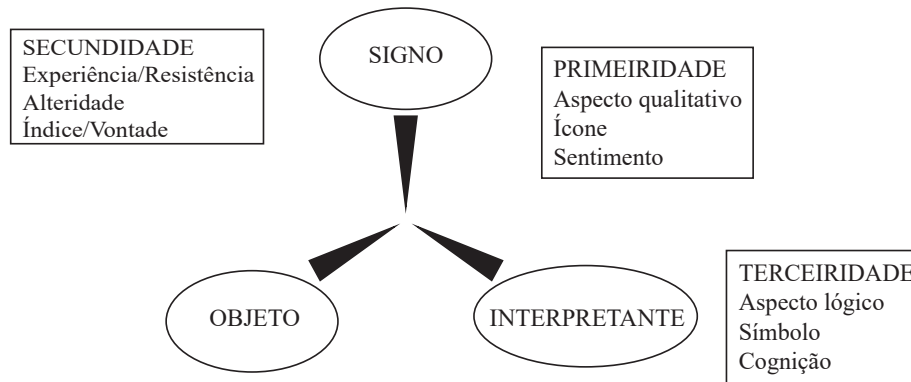 SECUNDIDADE
Experiência/Resistência
Alteridade
Índice/Vontade
SIGNO
PRIMEIRIDADE
Aspecto qualitativo
Ícone
Sentimento
OBJETO
INTERPRETANTE
TERCEIRIDADE
Aspecto lógico
Símbolo
Cognição